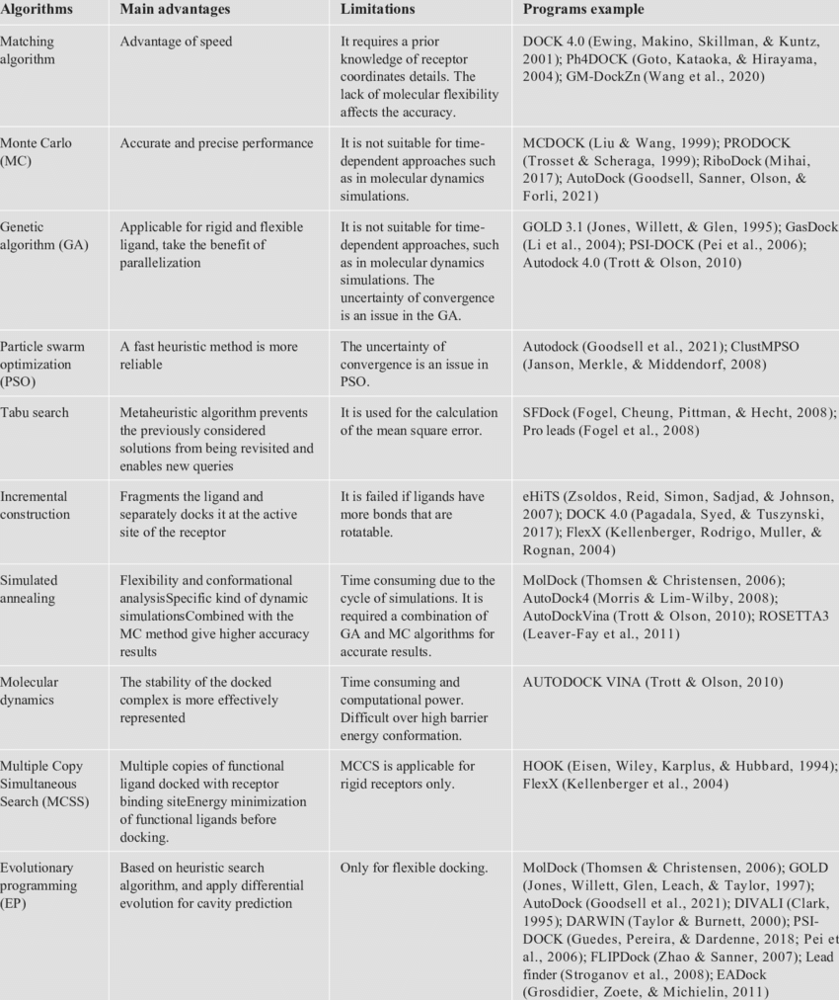 Algorithms
Main advantages
Limitations
Programs example
Matching
algorithm
Advantage of speed
It requires a prior
knowledge of receptor
coordinates details. The
lack of molecular flexibility
affects the accuracy.
DOCK 4.0 (Ewing, Makino, Skillman, & Kuntz,
2001); Ph4DOCK (Goto, Kataoka, & Hirayama,
2004); GM-DockZn (Wang et al., 2020)
Monte Carlo
(MC)
Accurate and precise performance
It is not suitable for time-
dependent approaches such
as in molecular dynamics
simulations.
MCDOCK (Liu & Wang, 1999); PRODOCK
(Trosset & Scheraga, 1999); RiboDock (Mihai,
2017); AutoDock (Goodsell, Sanner, Olson, &
Forli, 2021)
Genetic
algorithm (GA)
Applicable for rigid and flexible
ligand, take the benefit of
parallelization
It is not suitable for time-
dependent approaches, such
as in molecular dynamics
simulations. The
uncertainty of convergence
is an issue in the GA.
GOLD 3.1 (Jones, Willett, & Glen, 1995); GasDock
(Li et al., 2004); PSI-DOCK (Pei et al., 2006);
Autodock 4.0 (Trott & Olson, 2010)
Particle swarm
optimization
(PSO)
A fast heuristic method is more
reliable
The uncertainty of
convergence is an issue in
PSO.
Autodock (Goodsell et al., 2021); ClustMPSO
(Janson, Merkle, & Middendorf, 2008)
Tabu search
Metaheuristic algorithm prevents
the previously considered
solutions from being revisited and
enables new queries
It is used for the calculation
of the mean square error.
SFDock (Fogel, Cheung, Pittman, & Hecht, 2008);
Pro leads (Fogel et al., 2008)
Incremental
construction
Fragments the ligand and
separately docks it at the active
site of the receptor
It is failed if ligands have
more bonds that are
rotatable.
eHiTS (Zsoldos, Reid, Simon, Sadjad, & Johnson,
2007); DOCK 4.0 (Pagadala, Syed, & Tuszynski,
2017); FlexX (Kellenberger, Rodrigo, Muller, &
Rognan, 2004)
Simulated
annealing
Flexibility and conformational
analysisSpecific kind of dynamic
simulationsCombined with the
MC method give higher accuracy
results
Time consuming due to the
cycle of simulations. It is
required a combination of
GA and MC algorithms for
accurate results.
MolDock (Thomsen & Christensen, 2006);
AutoDock4 (Morris & Lim-Wilby, 2008);
AutoDockVina (Trott & Olson, 2010); ROSETTA3
(Leaver-Fay et al., 2011)
Molecular
dynamics
The stability of the docked
complex is more effectively
represented
Time consuming and
computational power.
Difficult over high barrier
energy conformation.
AUTODOCK VINA (Trott & Olson, 2010)
Multiple Copy
Simultaneous
Search (MCSS)
Multiple copies of functional
ligand docked with receptor
binding siteEnergy minimization
of functional ligands before
docking.
MCCS is applicable for
rigid receptors only.
HOOK (Eisen, Wiley, Karplus, & Hubbard, 1994);
FlexX (Kellenberger et al., 2004)
Evolutionary
programming
(EP)
Based on heuristic search
algorithm, and apply differential
evolution for cavity prediction
Only for flexible docking.
MolDock (Thomsen & Christensen, 2006); GOLD
(Jones, Willett, Glen, Leach, & Taylor, 1997);
AutoDock (Goodsell et al., 2021); DIVALI (Clark,
1995); DARWIN (Taylor & Burnett, 2000); PSI-
DOCK (Guedes, Pereira, & Dardenne, 2018; Pei et
al., 2006); FLIPDock (Zhao & Sanner, 2007); Lead
finder (Stroganov et al., 2008); EADock
(Grosdidier, Zoete, & Michielin, 2011)